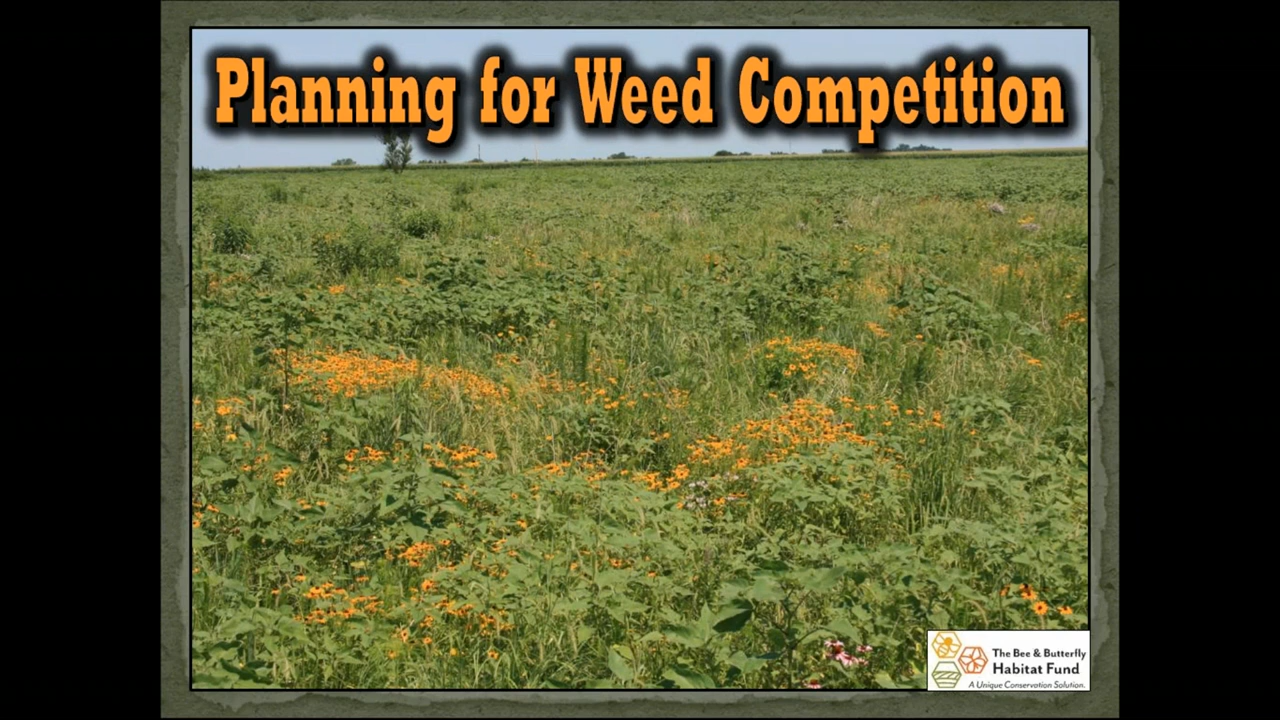 Planning for Weed Competition
The Bee & Butterfly
Habitat Fund
A Unique Conservation Solution.